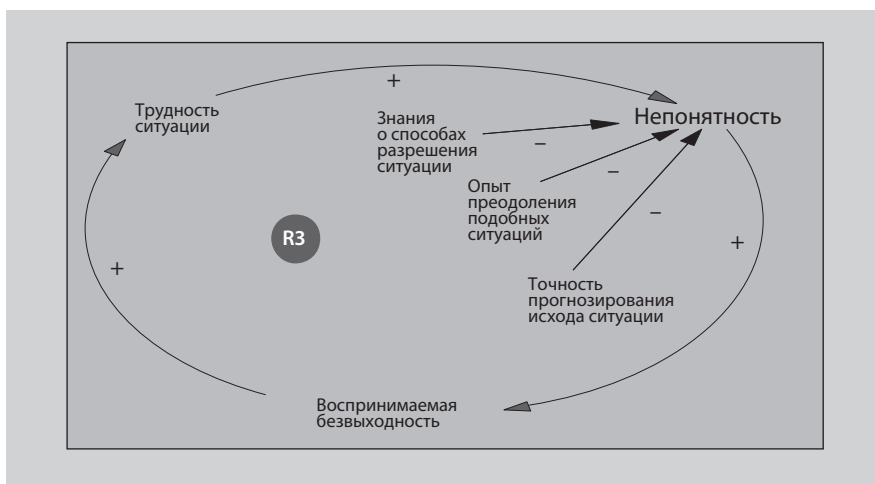 +
Трудность
ситуации
Знания
о способах
разрешения
ситуации
–
Непонятность
Опыт
преодоления
подобных
ситуаций
–
–
R3
+
+
Точность
прогнозирования
исхода ситуации
Воспринимаемая
безвыходность